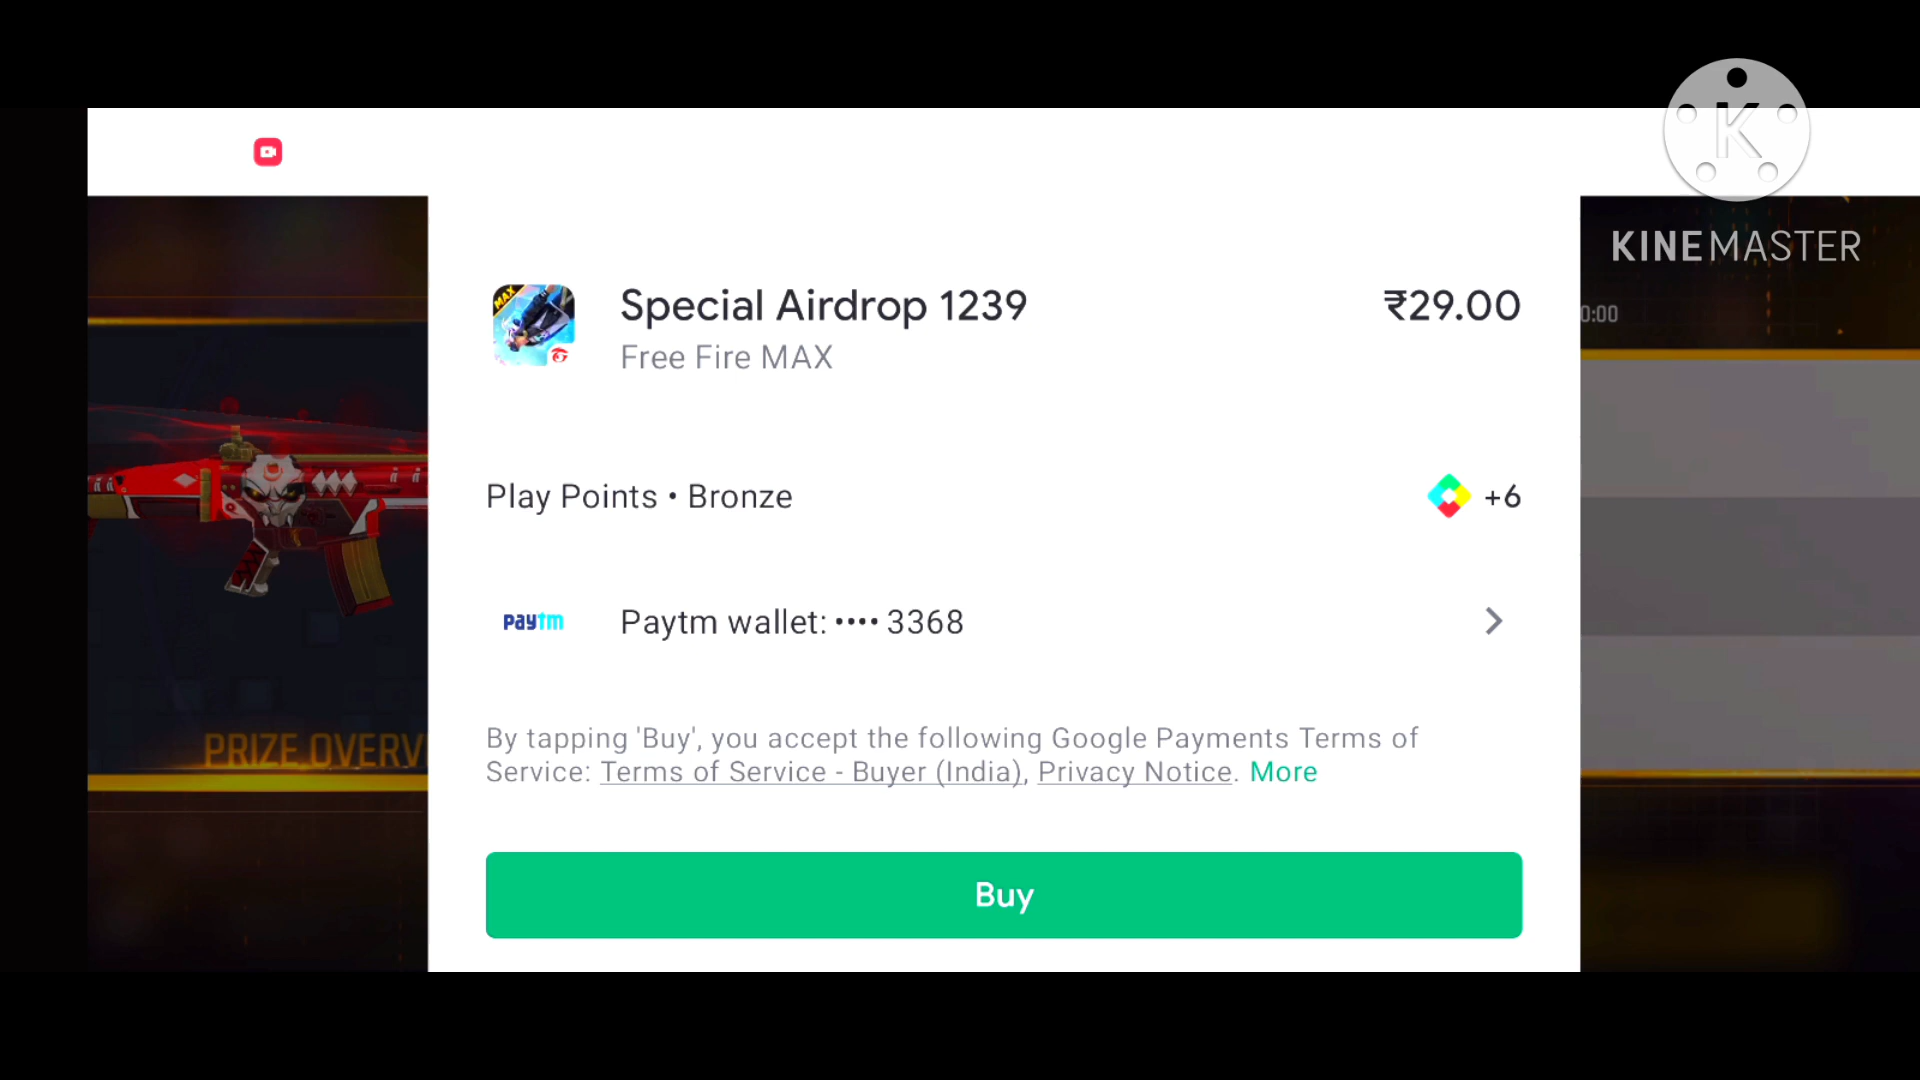 K
KINEMASTER
MAX
Special Airdrop 1239
₹29.00
Free Fire MAX
0:00
Play Points • Bronze
+6
paytm
Paytm wallet: •••• 3368
By tapping 'Buy', you accept the following Google Payments Terms of
Service: Terms of Service - Buyer (India), Privacy Notice. More
PRIZE OVERV
Buy